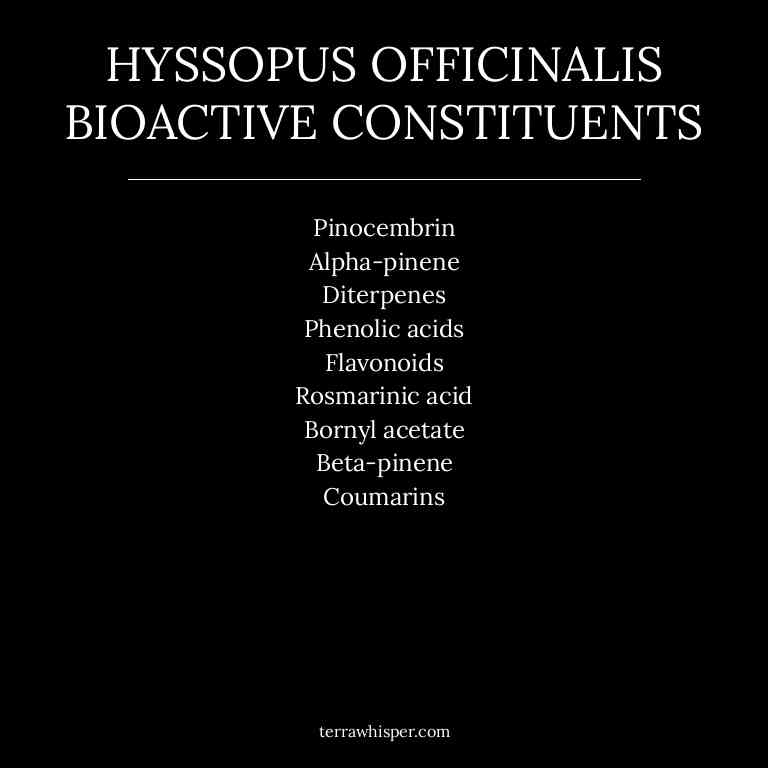 HYSSOPUS OFFICINALIS
BIOACTIVE CONSTITUENTS
Pinocembrin
Alpha-pinene
Diterpenes
Phenolic acids
Flavonoids
Rosmarinic acid
Bornyl acetate
Beta-pinene
Coumarins
terrawhisper.com